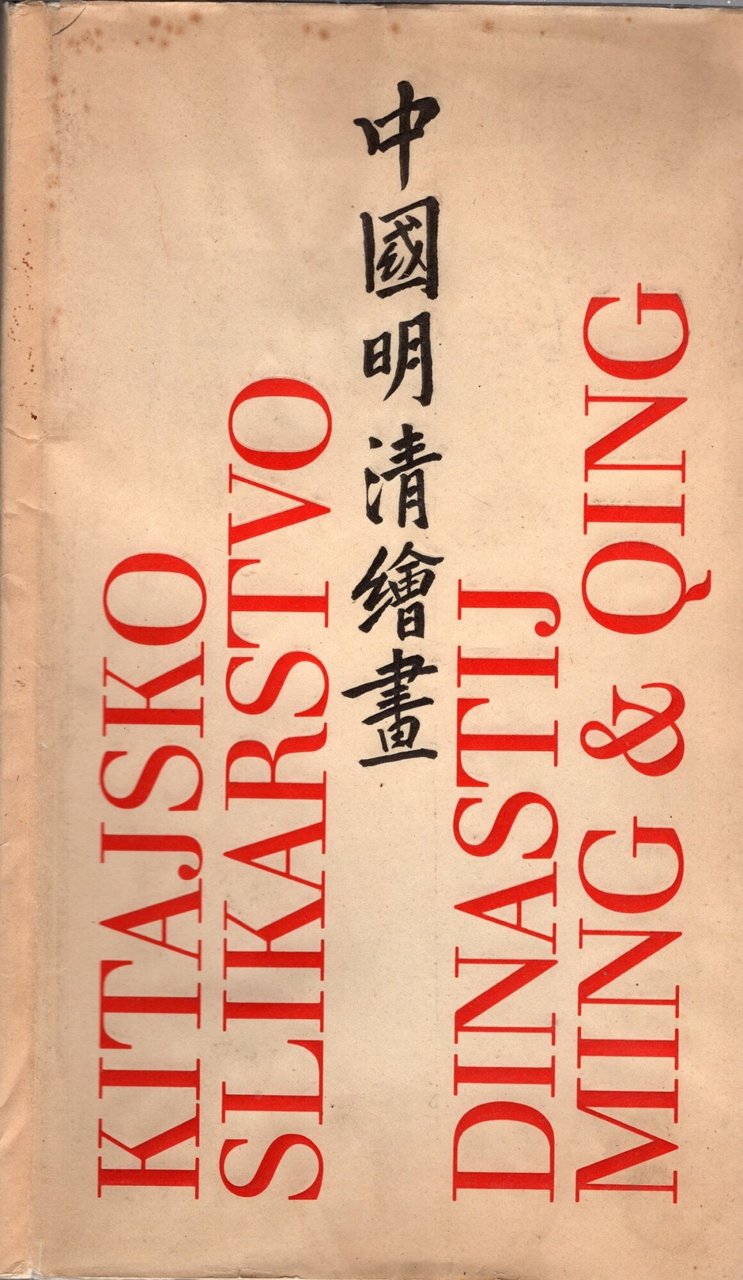 KITAJSKO
SLIKARSTVO
中國明清繪畫
DINASTIJ
MING & QING